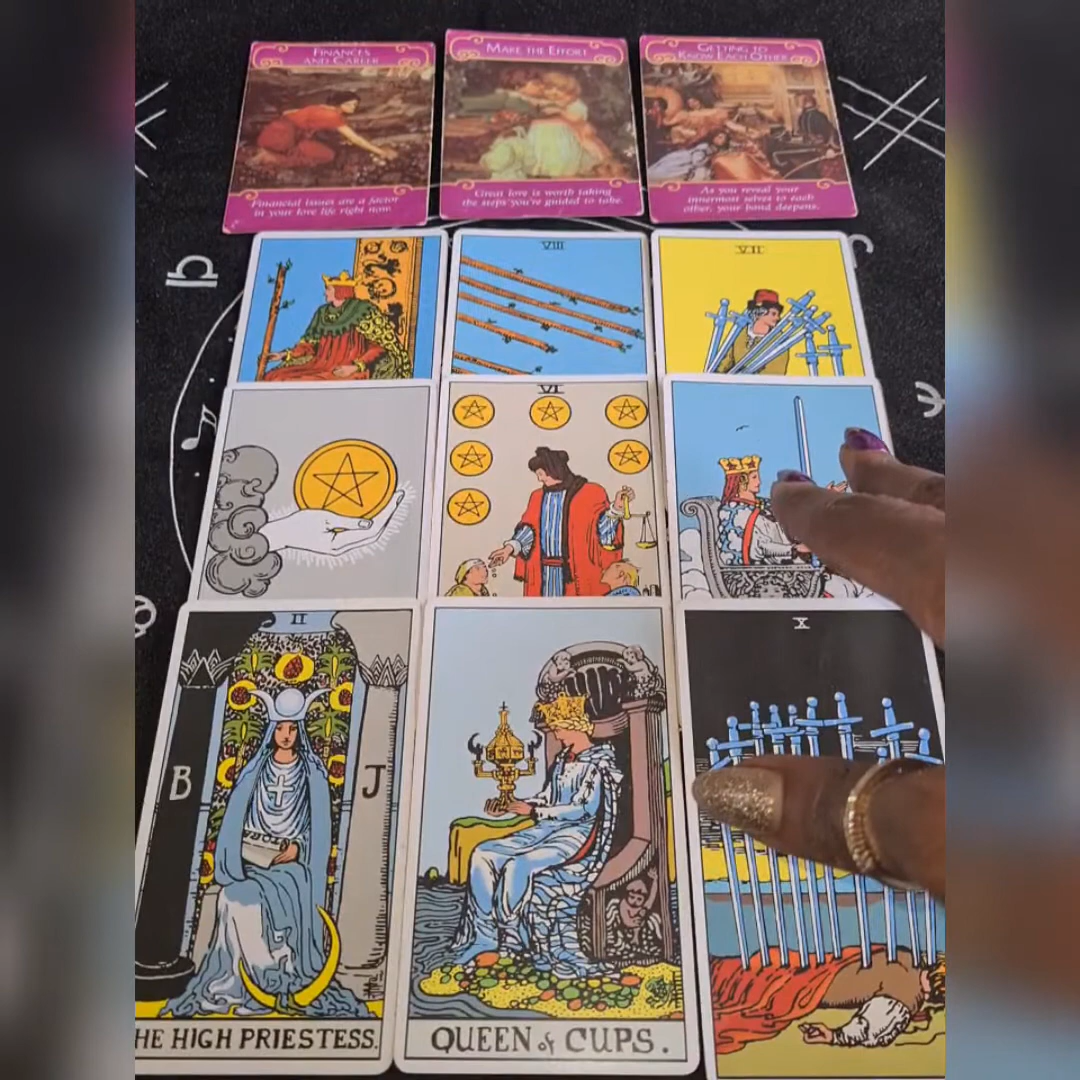 FINANCES
AND CAREER
Financial issues are a factor
in your love life right now.
MAKE THE EFFORT
Great love is worth taking
the steps you're guided to take.
GETTING TO
KNOW EACH OTHER
As you reveal your
innermost selves to each
other, your bond deepens.
VIII
VII
VI
II
B
J
THE HIGH PRIESTESS.
QUEEN of CUPS.
X